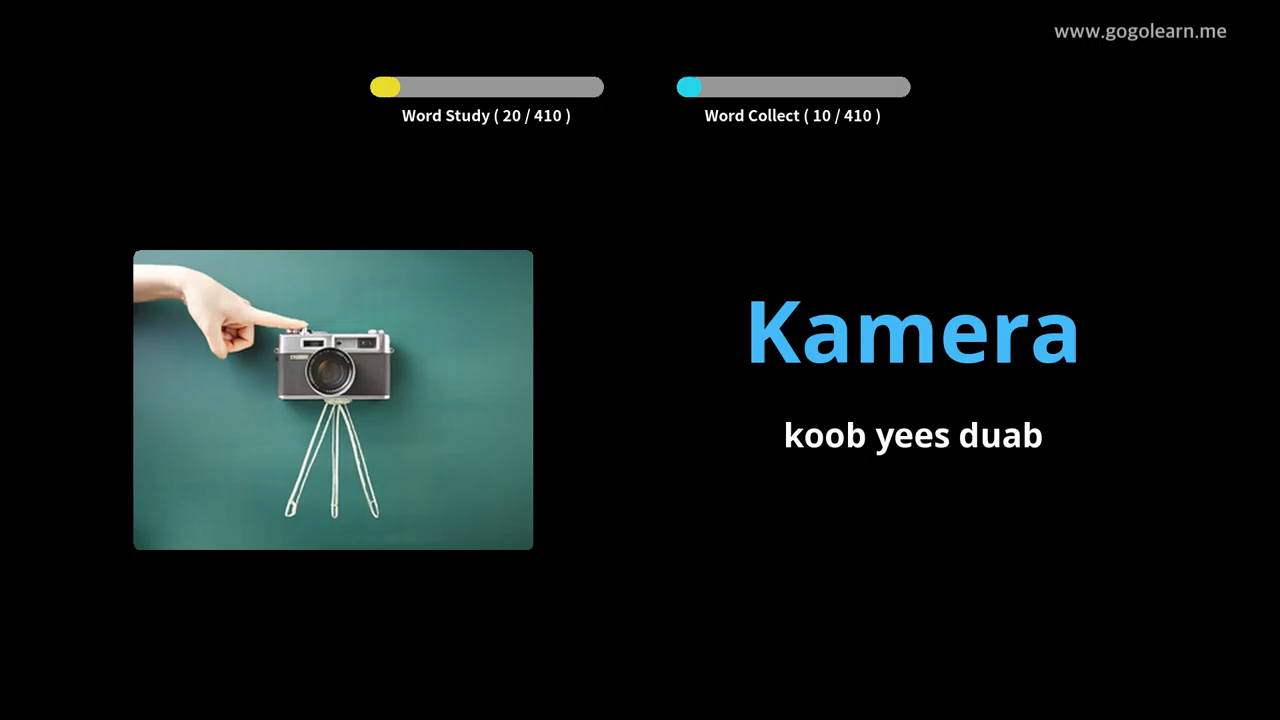 www.gogolearn.me
Word Study ( 20 / 410 )
Word Collect ( 10 / 410 )
Kamera
koob yees duab